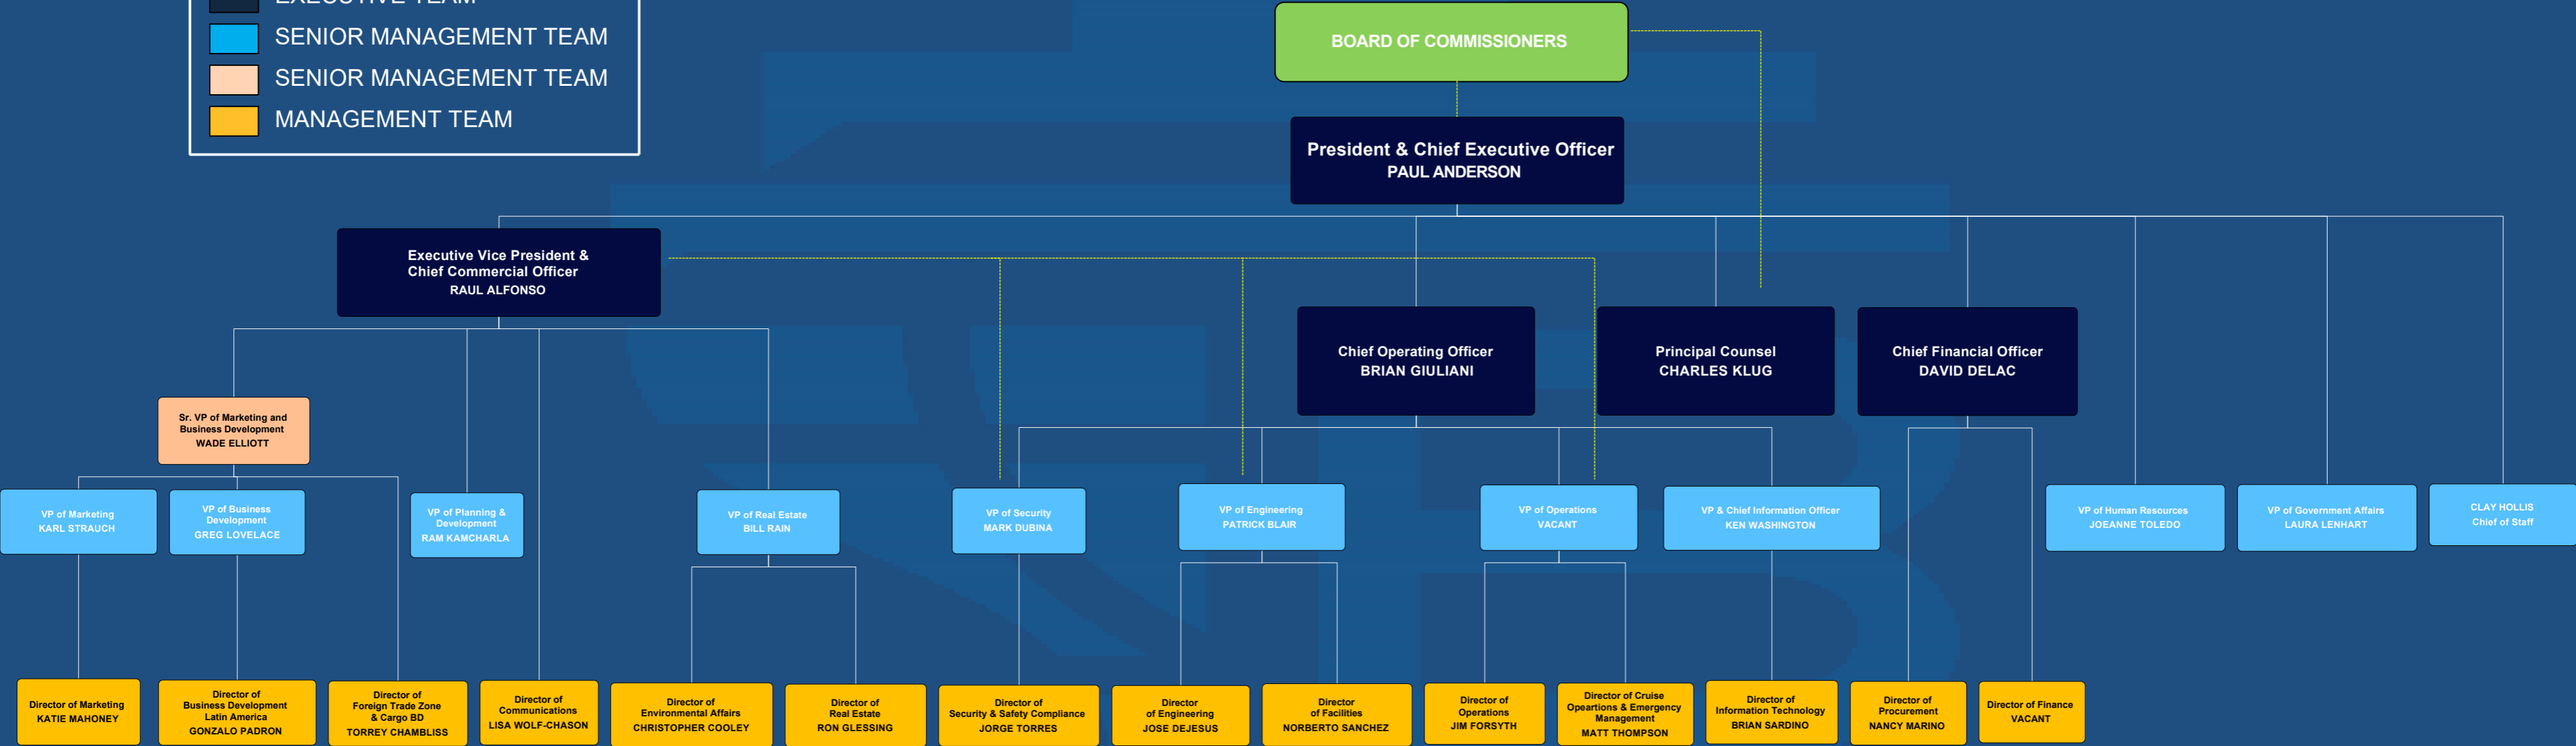 EXECUTIVE TEAM
SENIOR MANAGEMENT TEAM
SENIOR MANAGEMENT TEAM
MANAGEMENT TEAM
BOARD OF COMMISSIONERS
President & Chief Executive Officer
PAUL ANDERSON
Executive Vice President &
Chief Commercial Officer
RAUL ALFONSO
Chief Operating Officer
BRIAN GIULIANI
Principal Counsel
CHARLES KLUG
Chief Financial Officer
DAVID DELAC
Sr. VP of Marketing and
Business Development
WADE ELLIOTT
VP of Marketing
KARL STRAUCH
VP of Business
Development
GREG LOVELACE
VP of Planning &
Development
RAM KAMCHARLA
VP of Real Estate
BILL RAIN
VP of Security
MARK DUBINA
VP of Engineering
PATRICK BLAIR
VP of Operations
VACANT
VP & Chief Information Officer
KEN WASHINGTON
VP of Human Resources
JOEANNE TOLEDO
VP of Government Affairs
LAURA LENHART
CLAY HOLLIS
Chief of Staff
Director of Marketing
KATIE MAHONEY
Director of
Business Development
Latin America
GONZALO PADRON
Director of
Foreign Trade Zone
& Cargo BD
TORREY CHAMBLISS
Director of
Communications
LISA WOLF-CHASON
Director of
Environmental Affairs
CHRISTOPHER COOLEY
Director of
Real Estate
RON GLESSING
Director of
Security & Safety Compliance
JORGE TORRES
Director
of Engineering
JOSE DEJESUS
Director
of Facilities
NORBERTO SANCHEZ
Director of
Operations
JIM FORSYTH
Director of Cruise
Opeartions & Emergency
Management
MATT THOMPSON
Director of
Information Technology
BRIAN SARDINO
Director of
Procurement
NANCY MARINO
Director of Finance
VACANT